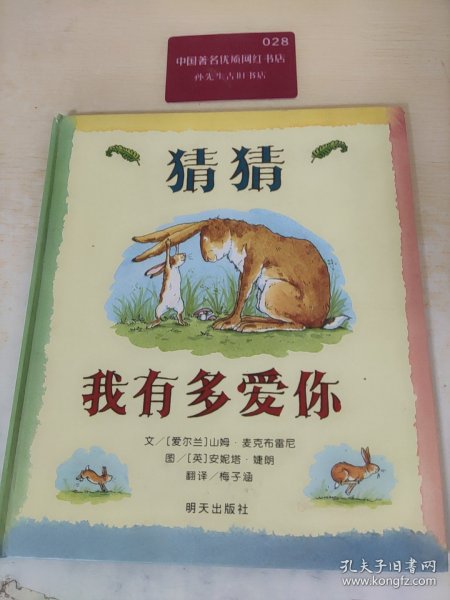 028
中国著名优质网红书店
孙先生古旧书店
猜猜
我有多爱你
文/[爱尔兰]山姆·麦克布雷尼
图/[英]安妮塔·婕朗
翻译/梅子涵
明天出版社
孔夫子旧书网
www.kongfz.com